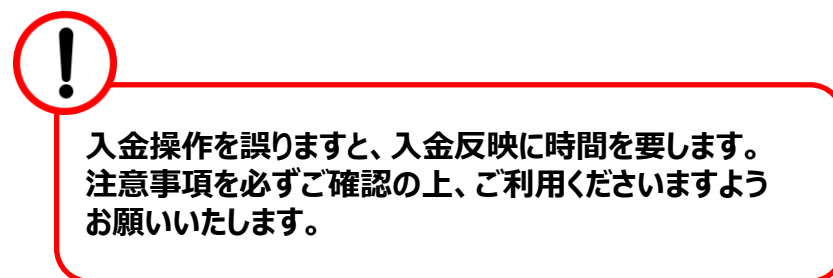 入金操作を誤りますと、入金反映に時間を要します。
注意事項を必ずご確認の上、ご利用くださいますよう
お願いいたします。